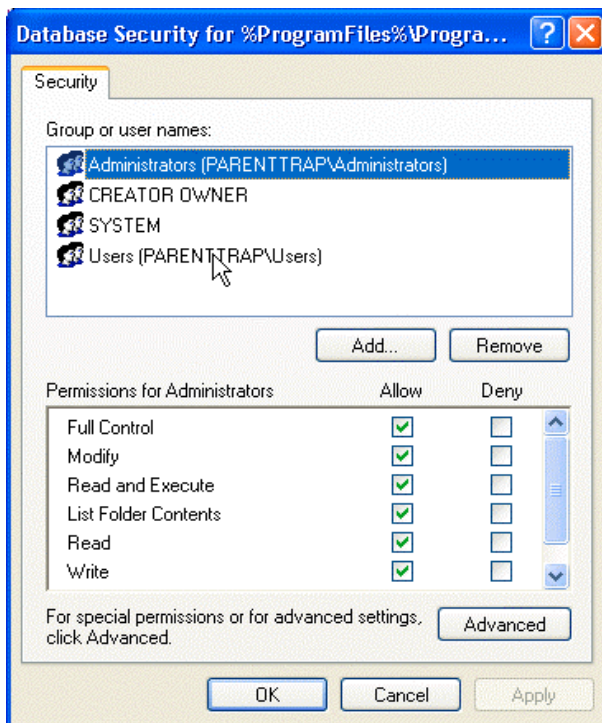 Database Security for %ProgramFiles%\Progra...
Security
Group or user names:
Administrators (PARENTTRAP\Administrators)
CREATOR OWNER
SYSTEM
Users (PARENTTRAP\Users)
Add... Remove
Permissions for Administrators Allow Deny
Full Control
Modify
Read and Execute
List Folder Contents
Read
Write
For special permissions or for advanced settings,
click Advanced.
Advanced
OK Cancel Apply